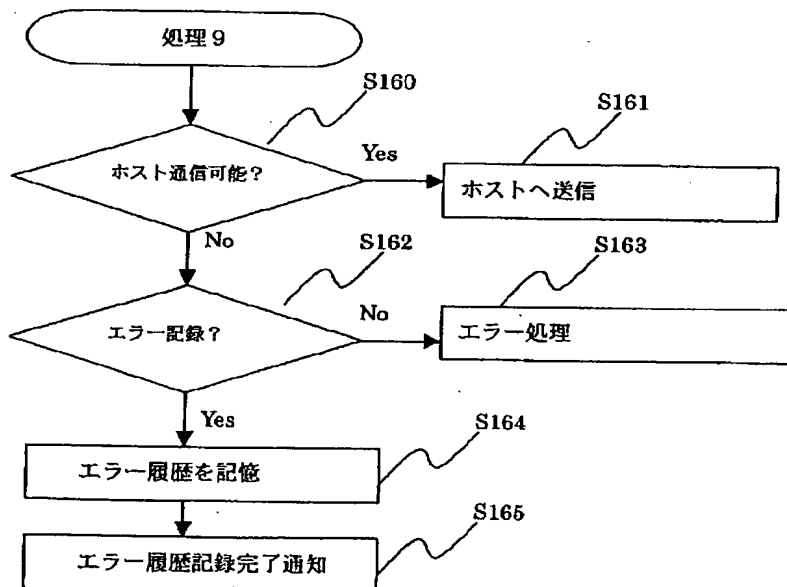 処理９
S160
S161
ホスト通信可能？
Yes
ホストへ送信
No
S162
S163
エラー記録？
No
エラー処理
Yes
S164
エラー履歴を記憶
S165
エラー履歴記録完了通知